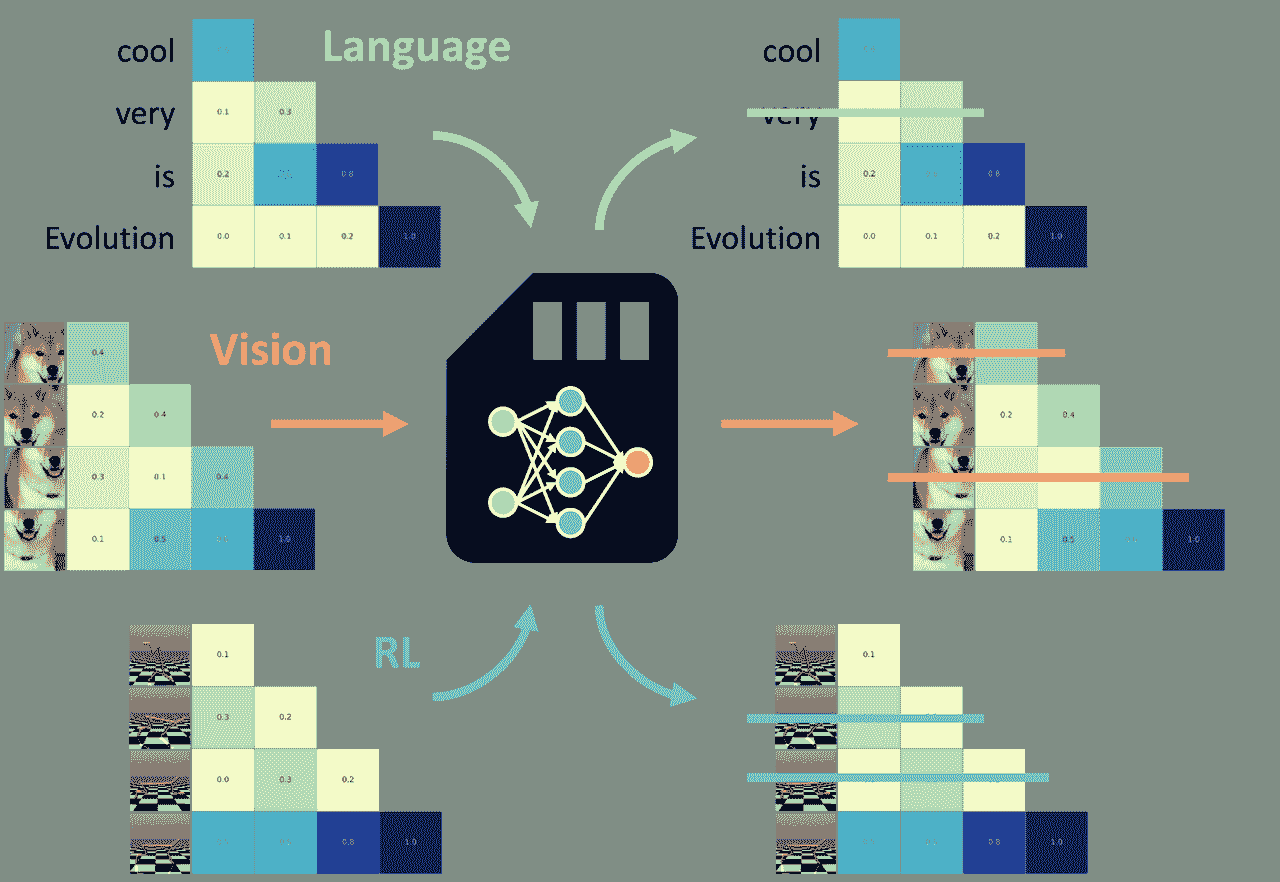 Language
cool
very
0.1 0.3
is
0.2 0.8
Evolution
0.0 0.1 0.2 1.0
cool
very
is
0.2 0.8
Evolution
0.0 0.1 0.2 1.0
Vision
0.4
0.2 0.4
0.3 0.1 0.4
0.1 0.5 1.0
0.2 0.4
0.1 0.5 1.0
RL
0.1
0.3 0.2
0.0 0.3 0.2
0.8 1.0
0.1
0.8 1.0